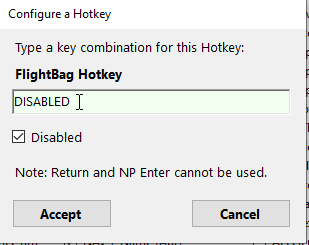 Configure a Hotkey
Type a key combination for this Hotkey:
FlightBag Hotkey
DISABLED
Disabled
Note: Return and NP Enter cannot be used.
Accept
Cancel